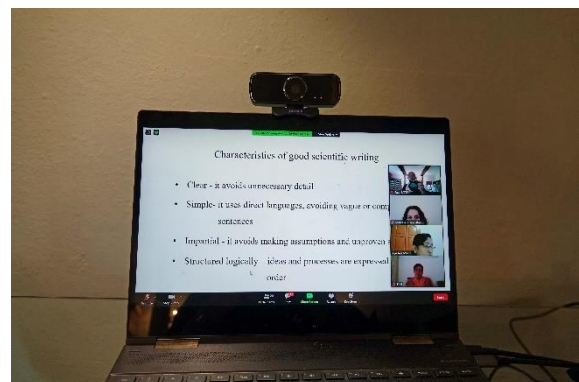 Characteristics of good scientific writing
• Clear - it avoids unnecessary detail
• Simple- it uses direct languages, avoiding vague or
sentences
• Impartial - it avoids making assumptions and unproven
• Structured logically ideas and processes are expressed
order